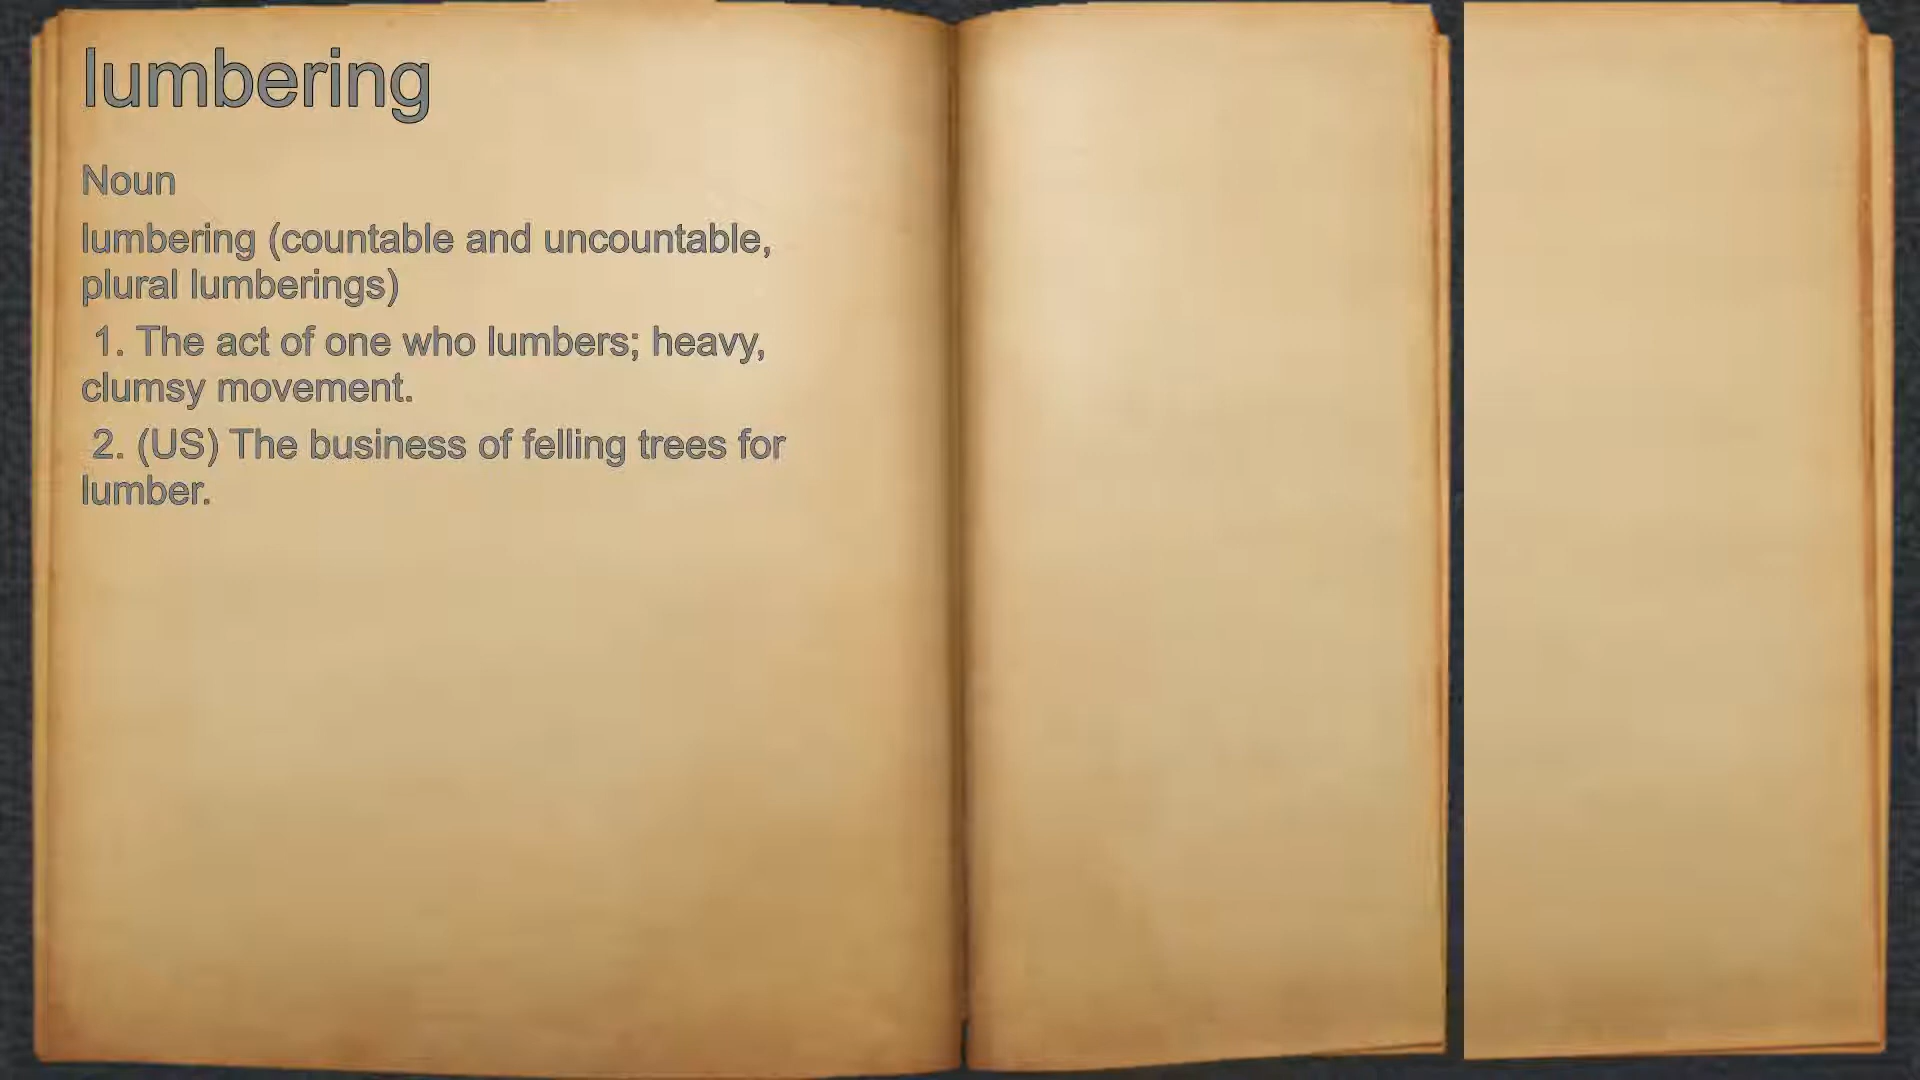 lumbering
Noun
lumbering (countable and uncountable,
plural lumberings)
1. The act of one who lumbers; heavy,
clumsy movement.
2. (US) The business of felling trees for
lumber.